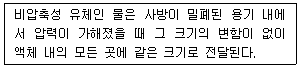 비압축성 유체인 물은 사방이 밀폐된 용기 내에
서 압력이 가해졌을 때 그 크기의 변함이 없이
액체 내의 모든 곳에 같은 크기로 전달된다.